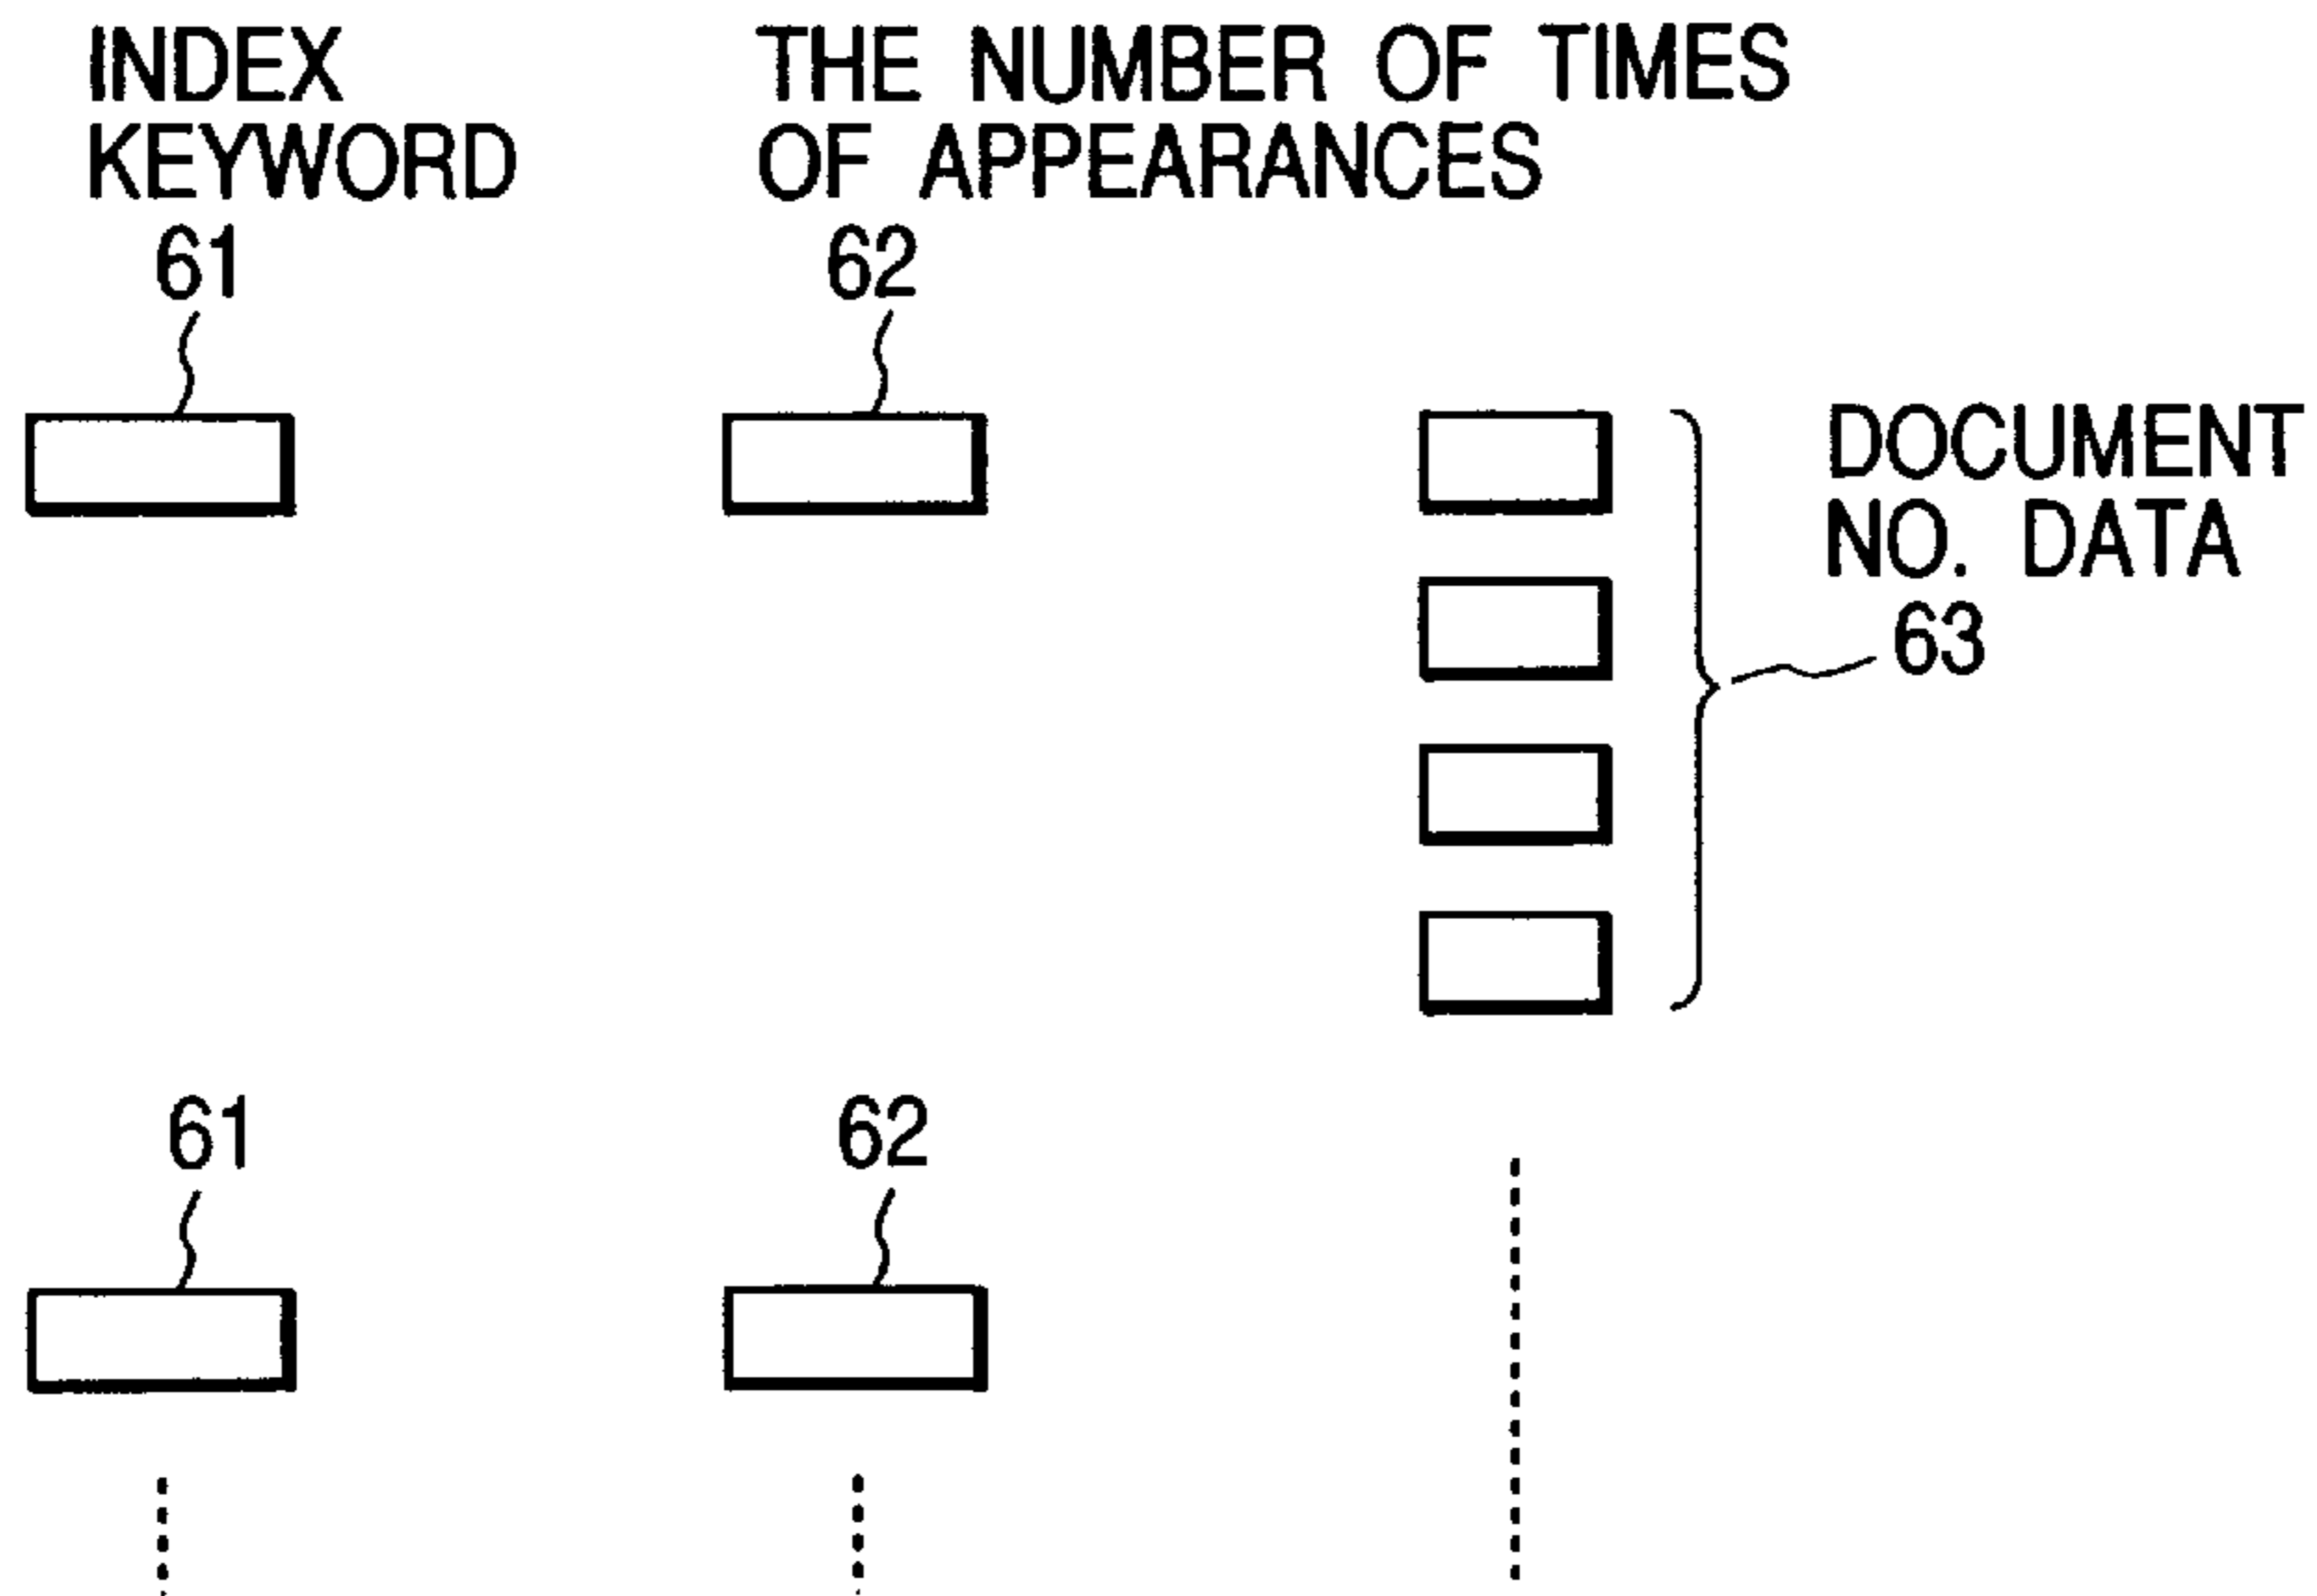 INDEX
KEYWORD
61
THE NUMBER OF TIMES
OF APPEARANCES
62
DOCUMENT
NO. DATA
63
61
62